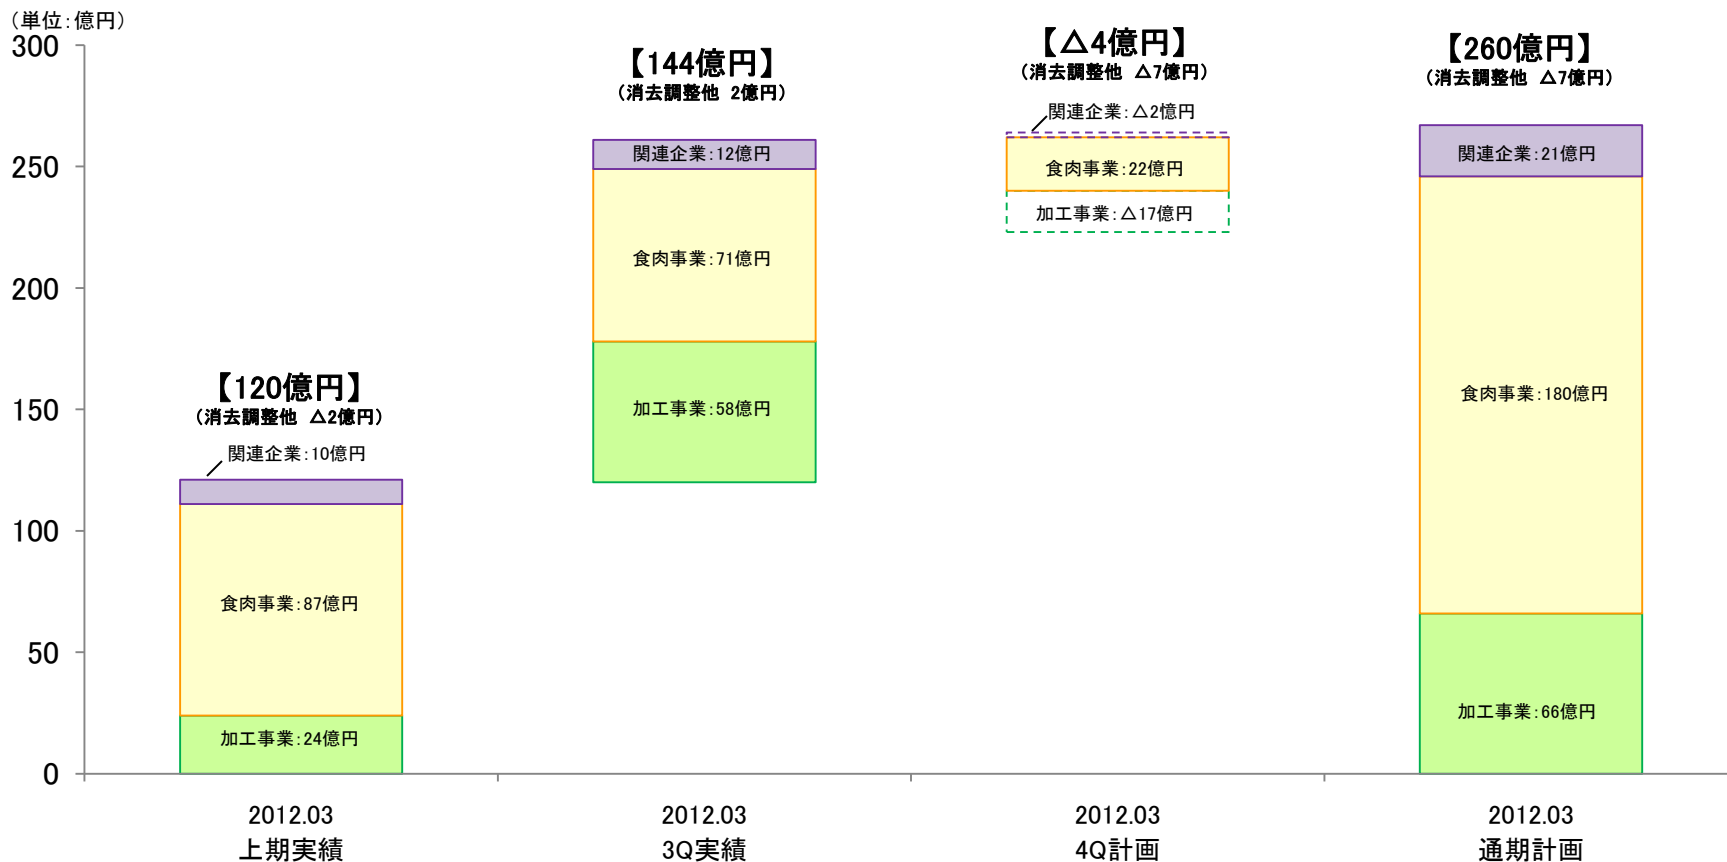 （単位：億円）
300
250
200
150
100
50
0
【120億円】
（消去調整他 △2億円）
関連企業：10億円
食肉事業：87億円
加工事業：24億円
【144億円】
（消去調整他 2億円）
関連企業：12億円
食肉事業：71億円
加工事業：58億円
【△4億円】
（消去調整他 △7億円）
関連企業：△2億円
食肉事業：22億円
加工事業：△17億円
【260億円】
（消去調整他 △7億円）
関連企業：21億円
食肉事業：180億円
加工事業：66億円
2012.03
上期実績
2012.03
3Q実績
2012.03
4Q計画
2012.03
通期計画